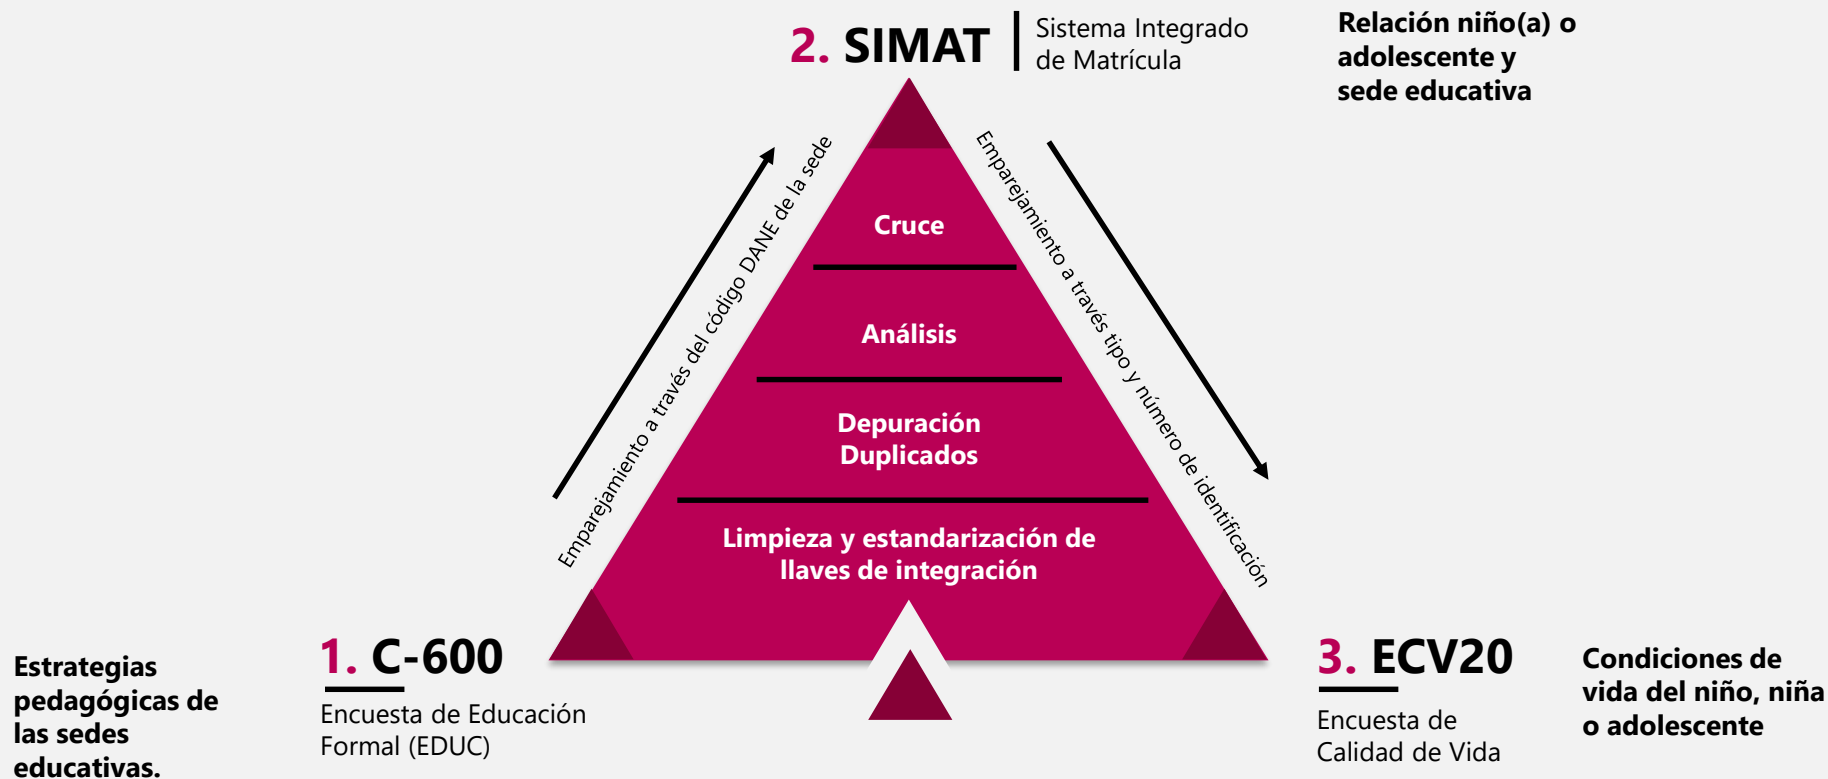 2. SIMAT
Sistema Integrado
de Matrícula
Relación niño(a) o
adolescente y
sede educativa
Emparejamiento a través del código DANE de la sede
Emparejamiento a través tipo y número de identificación
Cruce
Análisis
Depuración
Duplicados
Limpieza y estandarización de
llaves de integración
Estrategias
pedagógicas de
las sedes
educativas.
1. C-600
Encuesta de Educación
Formal (EDUC)
3. ECV20
Encuesta de
Calidad de Vida
Condiciones de
vida del niño, niña
o adolescente